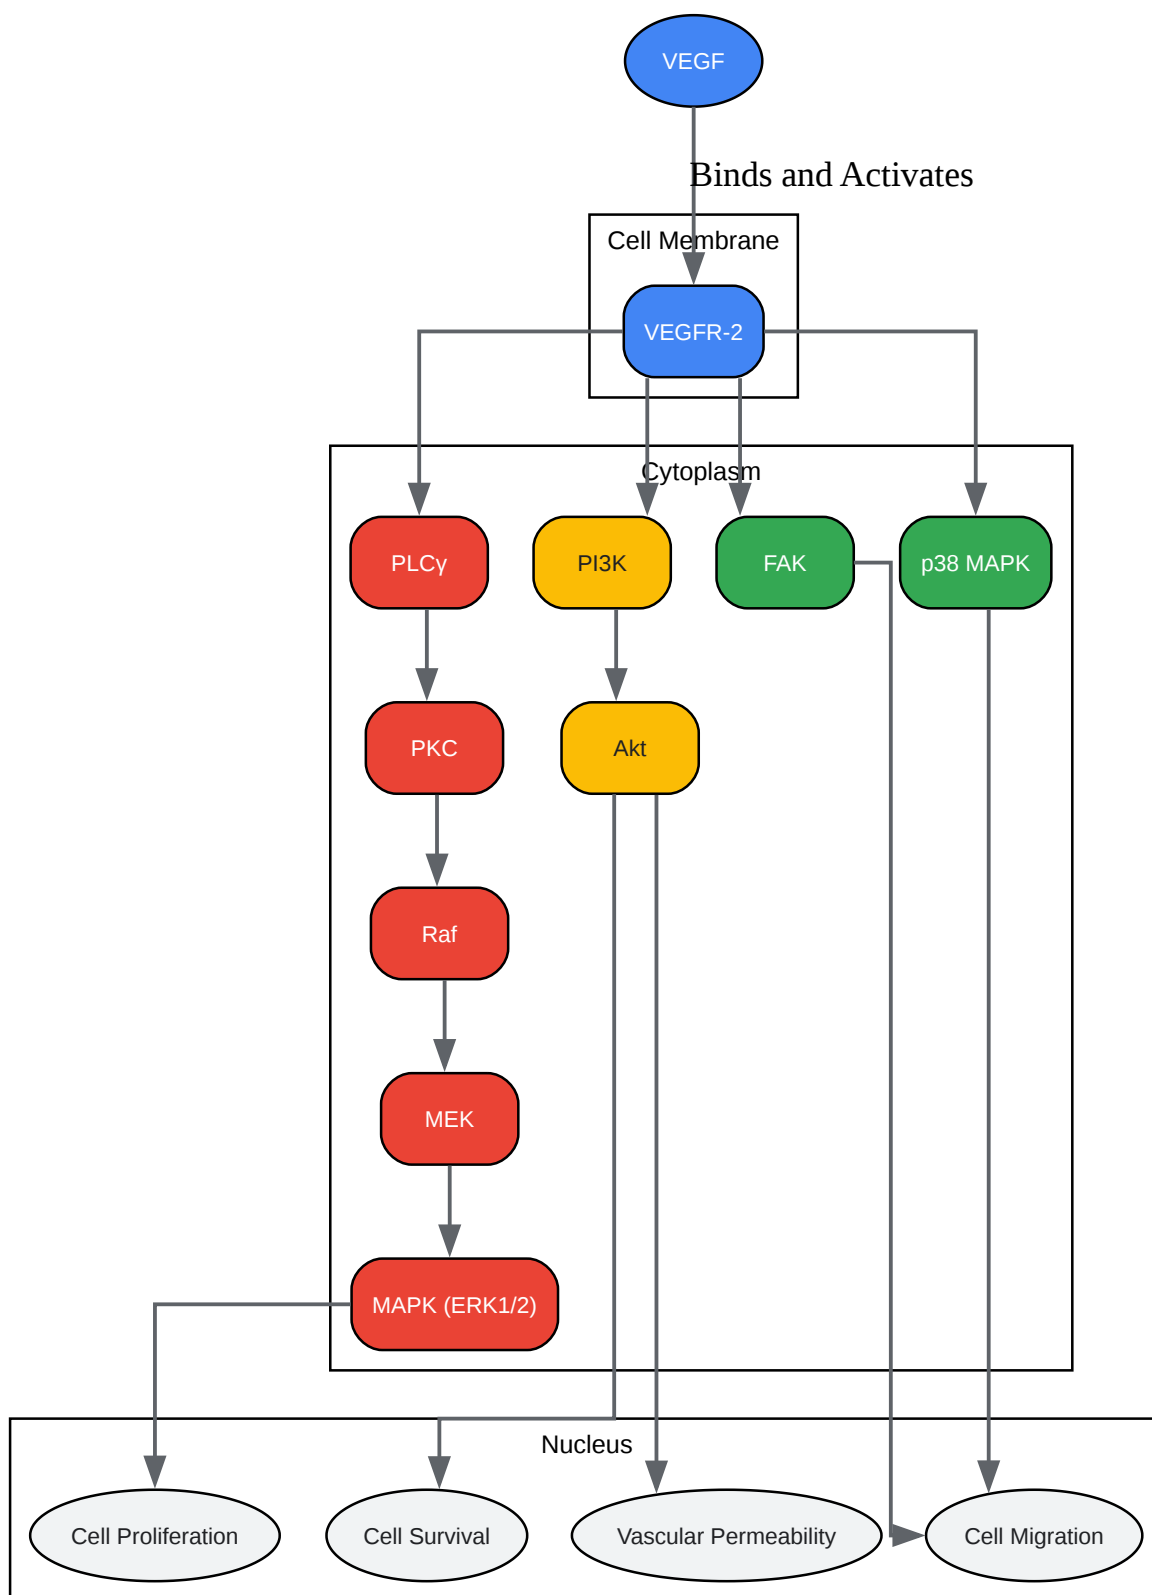 VEGF
Binds and Activates
Cell Membrane
VEGFR-2
Cytoplasm
PLCγ
PI3K
FAK
p38 MAPK
PKC
Akt
Raf
MEK
MAPK (ERK1/2)
Nucleus
Cell Proliferation
Cell Survival
Vascular Permeability
Cell Migration